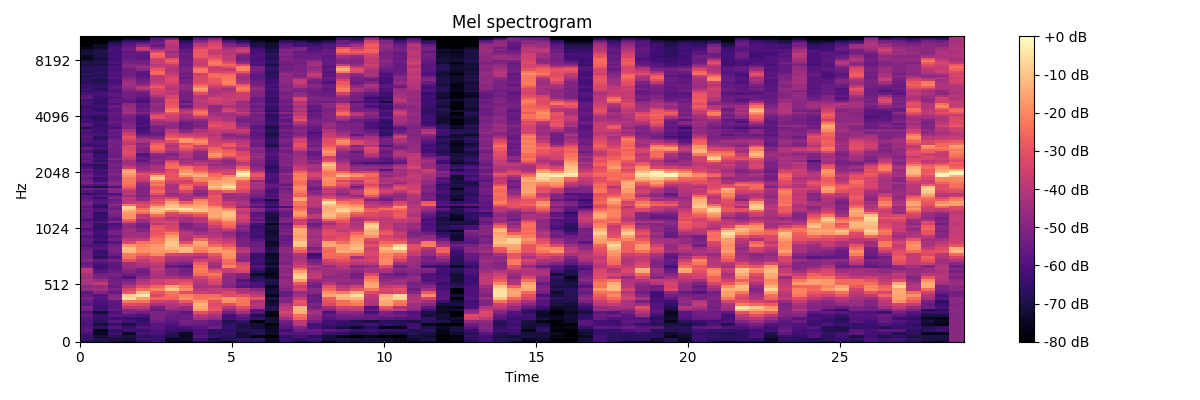 Mel spectrogram
Hz
8192
4096
2048
1024
512
0
0 5 10 15 20 25
Time
+0 dB
-10 dB
-20 dB
-30 dB
-40 dB
-50 dB
-60 dB
-70 dB
-80 dB